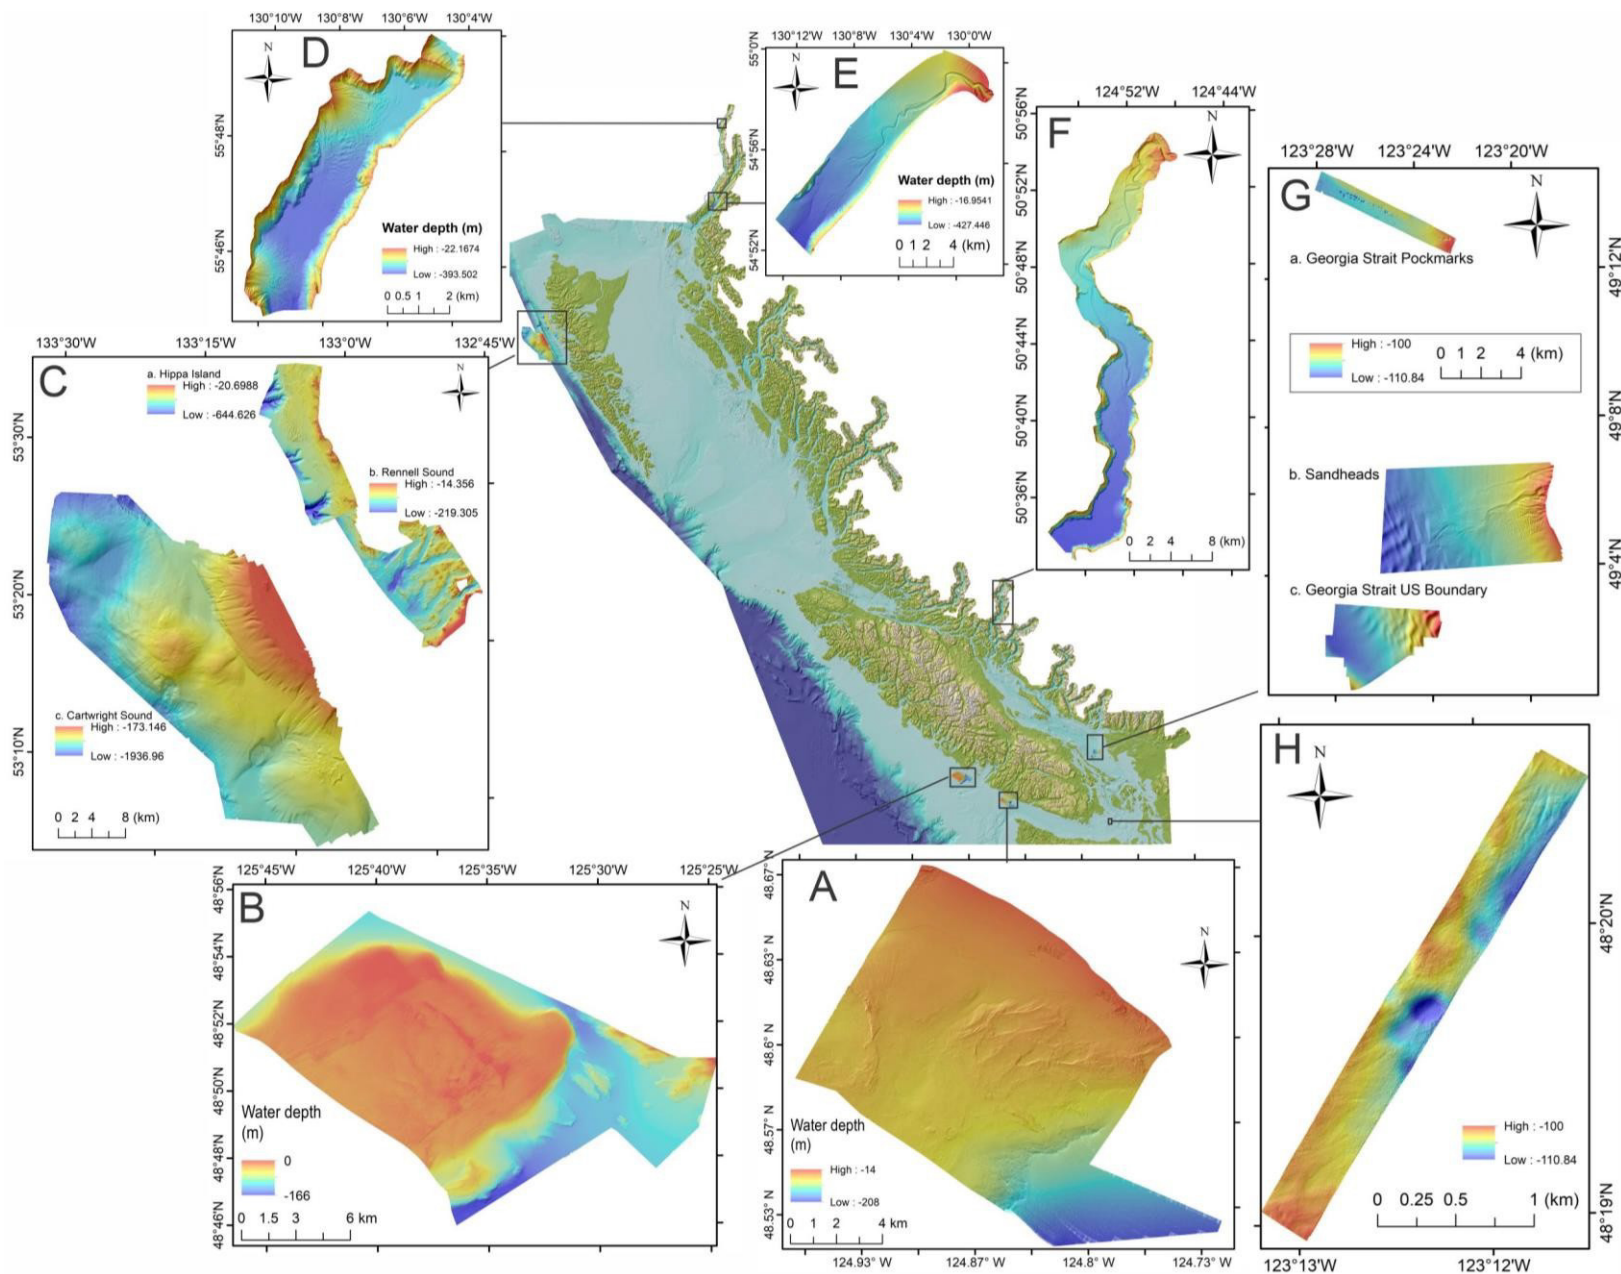 130°10'W 130°8'W 130°6'W 130°4'W
D
N
55°48'N
55°46'N
Water depth (m)
High : -22.1674
Low : -393.502
0 0.5 1 2 (km)
130°12'W 130°8'W 130°4'W 130°0'W
E
N
55°0'N
54°56'N
54°52'N
Water depth (m)
High : -16.9541
Low : -427.446
0 1 2 4 (km)
124°52'W 124°44'W
F
N
50°56'N
50°52'N
50°48'N
50°44'N
50°40'N
50°36'N
0 2 4 8 (km)
123°28'W 123°24'W 123°20'W
G
N
a. Georgia Strait Pockmarks
High : -100
Low : -110.84
0 1 2 4 (km)
b. Sandheads
c. Georgia Strait US Boundary
49°12'N
49°8'N
49°4'N
133°30'W 133°15'W 133°0'W 132°45'W
C
N
a. Hippa Island
High : -20.6988
Low : -644.626
b. Rennell Sound
High : -14.356
Low : -219.305
c. Cartwright Sound
High : -173.146
Low : -1936.96
0 2 4 8 (km)
53°30'N
53°20'N
53°10'N
125°45'W 125°40'W 125°35'W 125°30'W 125°25'W
B
N
48°56'N
48°54'N
48°52'N
48°50'N
48°48'N
48°46'N
Water depth
(m)
0
-166
0 1.5 3 6 km
A
N
48.67° N
48.63° N
48.6° N
48.57° N
48.53° N
Water depth
(m)
High : -14
Low : -208
0 1 2 4 km
124.93°W 124.87°W 124.8°W 124.73°W
H
N
48°20'N
48°19'N
High : -100
Low : -110.84
0 0.25 0.5 1 (km)
123°13'W 123°12'W